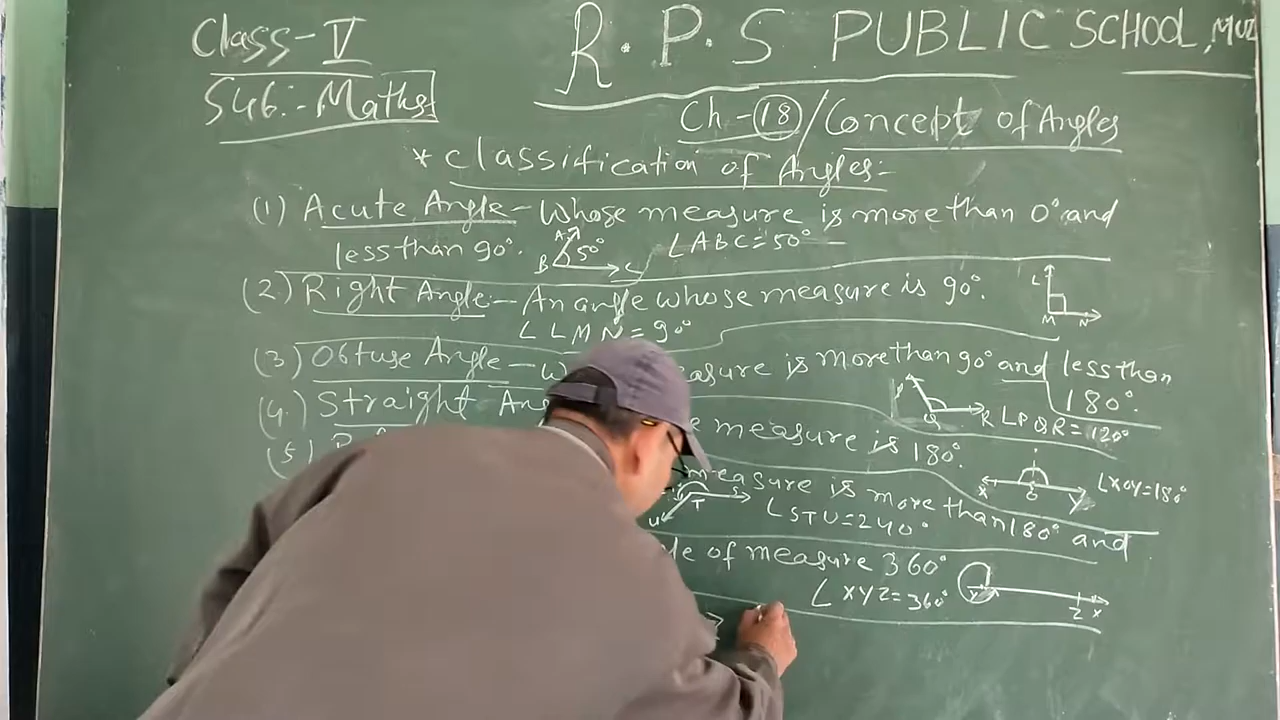 Class-V
R.P.S PUBLIC SCHOOL, MUZ
Sub:- Maths
Ch-18/Concept of Angles
* Classification of Angles:-
(1) Acute Angle - Whose measure is more than 0° and
less than 90°. A 50° B C ∠ABC=50°
(2) Right Angle:- An angle whose measure is 90°. L M N
∠LMN=90°
(3) Obtuse Angle - measure is more than 90° and less than
180°.
P Q R ∠PQR=120°
(4.) Straight measure is 180°.
X O Y ∠XOY=180°
(5) measure is more than 180° and
U T S ∠STU=240°
of measure 360°
∠XYZ=360° Y Z X